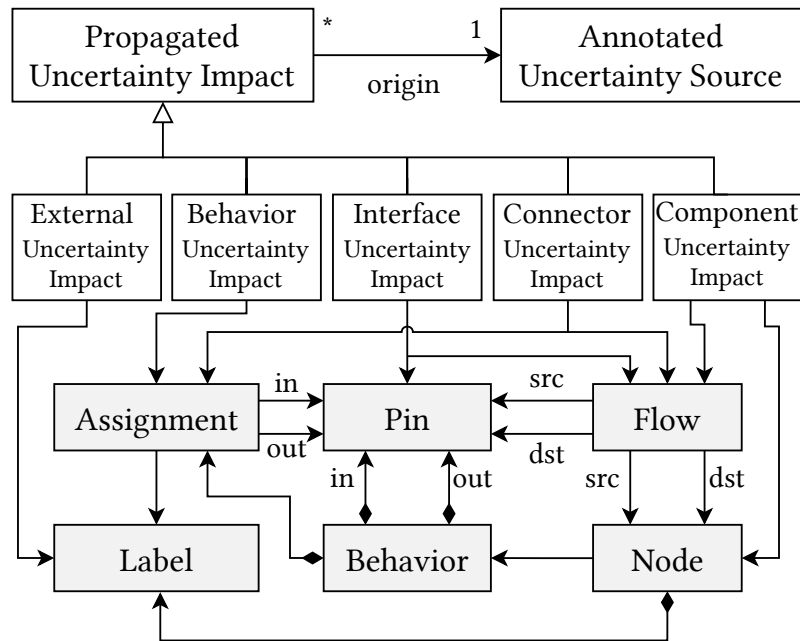 Propagated
Uncertainty Impact
*
1
origin
Annotated
Uncertainty Source
External
Uncertainty
Impact
Behavior
Uncertainty
Impact
Interface
Uncertainty
Impact
Connector
Uncertainty
Impact
Component
Uncertainty
Impact
Assignment
in
out
Pin
src
dst
Flow
in
out
src
dst
Label
Behavior
Node